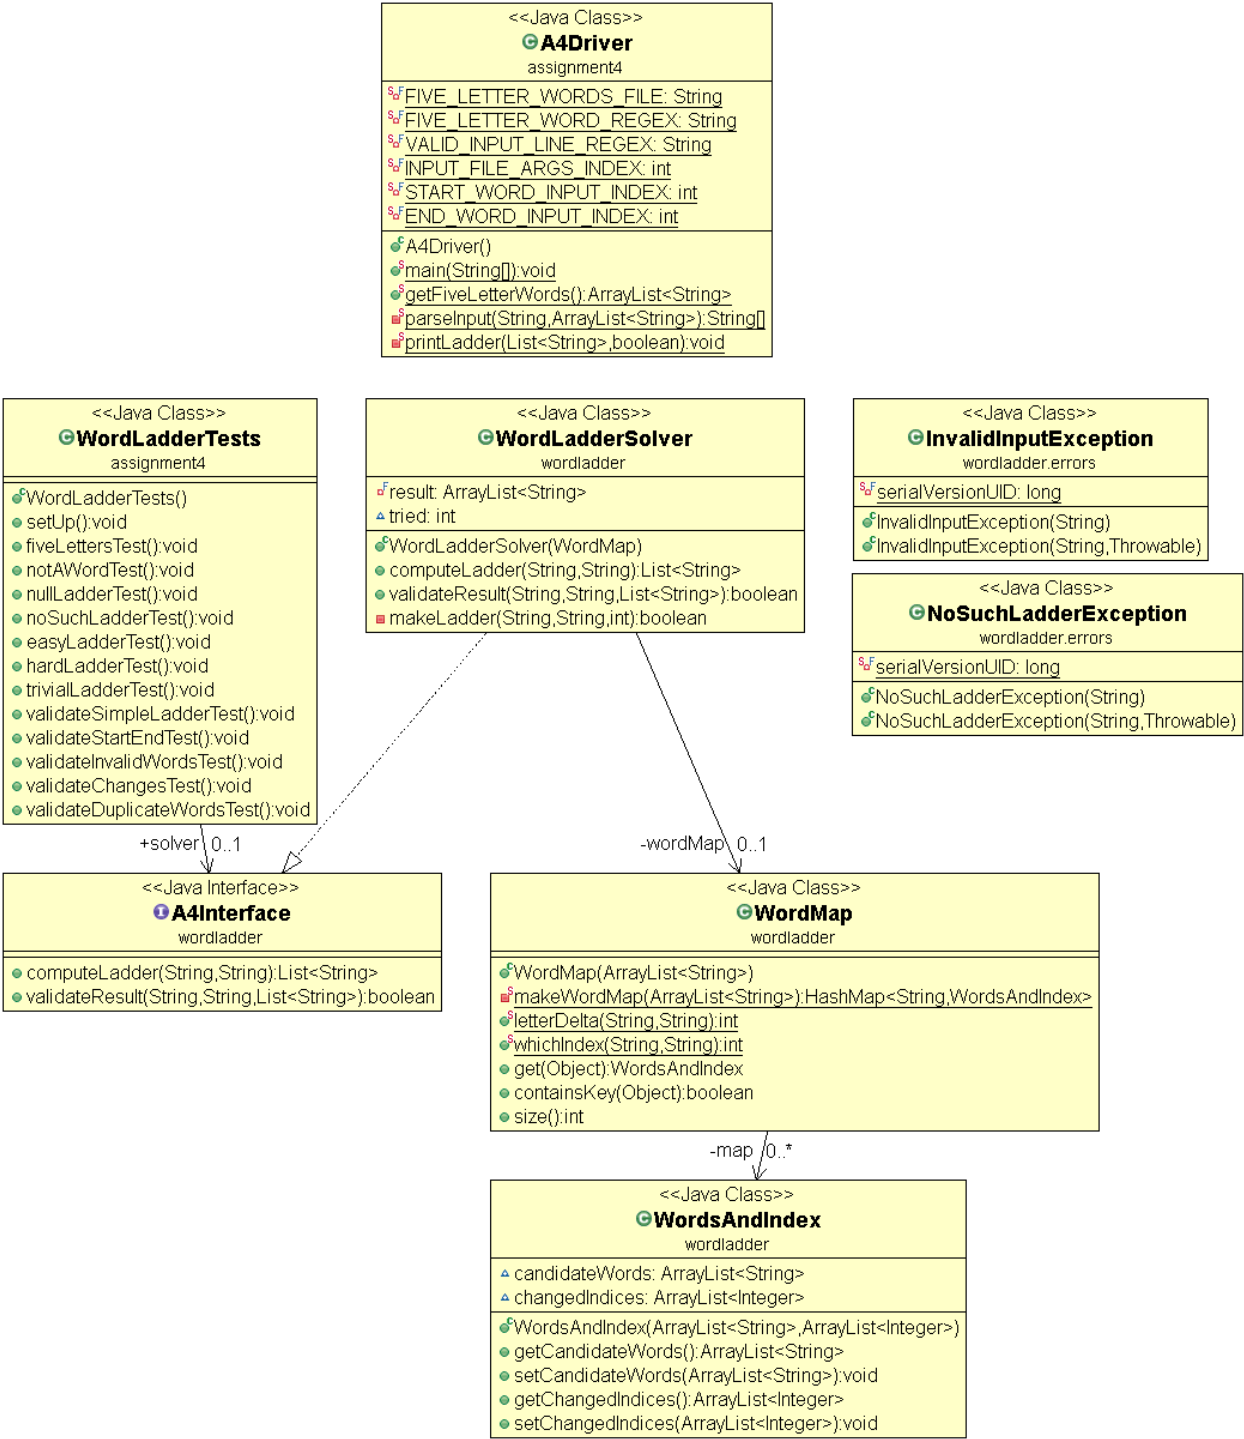 <<Java Class>>
A4Driver
assignment4
FIVE_LETTER_WORDS_FILE: String
FIVE_LETTER_WORD_REGEX: String
VALID_INPUT_LINE_REGEX: String
INPUT_FILE_ARGS_INDEX: int
START_WORD_INPUT_INDEX: int
END_WORD_INPUT_INDEX: int
A4Driver()
main(String[]):void
getFiveLetterWords():ArrayList<String>
parseInput(String,ArrayList<String>):String[]
printLadder(List<String>,boolean):void
<<Java Class>>
WordLadderTests
assignment4
WordLadderTests()
setUp():void
fiveLettersTest():void
notAWordTest():void
nullLadderTest():void
noSuchLadderTest():void
easyLadderTest():void
hardLadderTest():void
trivialLadderTest():void
validateSimpleLadderTest():void
validateStartEndTest():void
validateInvalidWordsTest():void
validateChangesTest():void
validateDuplicateWordsTest():void
<<Java Class>>
WordLadderSolver
wordladder
result: ArrayList<String>
tried: int
WordLadderSolver(WordMap)
computeLadder(String,String):List<String>
validateResult(String,String,List<String>):boolean
makeLadder(String,String,int):boolean
<<Java Class>>
InvalidInputException
wordladder.errors
serialVersionUID: long
InvalidInputException(String)
InvalidInputException(String,Throwable)
<<Java Class>>
NoSuchLadderException
wordladder.errors
serialVersionUID: long
NoSuchLadderException(String)
NoSuchLadderException(String,Throwable)
+solver 0..1
-wordMap 0..1
<<Java Interface>>
A4Interface
wordladder
computeLadder(String,String):List<String>
validateResult(String,String,List<String>):boolean
<<Java Class>>
WordMap
wordladder
WordMap(ArrayList<String>)
makeWordMap(ArrayList<String>):HashMap<String,WordsAndIndex>
letterDelta(String,String):int
whichIndex(String,String):int
get(Object):WordsAndIndex
containsKey(Object):boolean
size():int
-map 0..*
<<Java Class>>
WordsAndIndex
wordladder
candidateWords: ArrayList<String>
changedIndices: ArrayList<Integer>
WordsAndIndex(ArrayList<String>,ArrayList<Integer>)
getCandidateWords():ArrayList<String>
setCandidateWords(ArrayList<String>):void
getChangedIndices():ArrayList<Integer>
setChangedIndices(ArrayList<Integer>):void